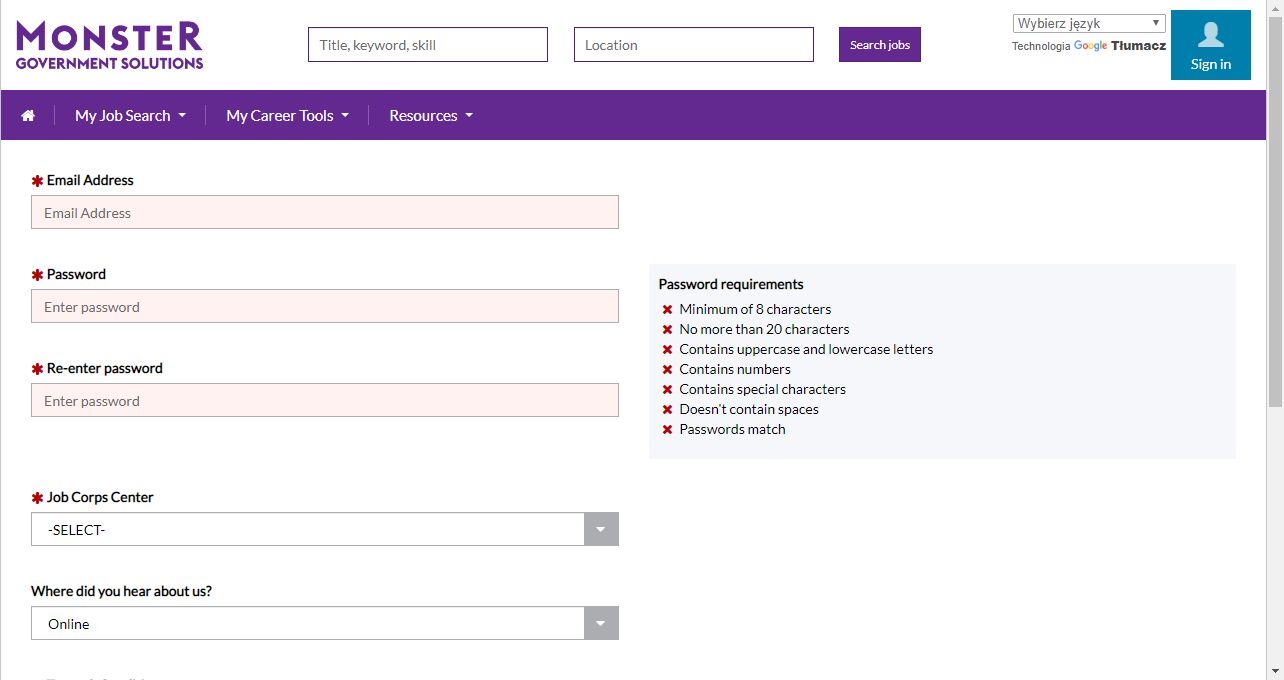 MONSTER
GOVERNMENT SOLUTIONS
Title, keyword, skill
Location
Search jobs
Wybierz język
Technologia Google Tłumacz
Sign in
My Job Search
My Career Tools
Resources
✱ Email Address
Email Address
✱ Password
Enter password
✱ Re-enter password
Enter password
Password requirements
✖ Minimum of 8 characters
✖ No more than 20 characters
✖ Contains uppercase and lowercase letters
✖ Contains numbers
✖ Contains special characters
✖ Doesn't contain spaces
✖ Passwords match
✱ Job Corps Center
-SELECT-
Where did you hear about us?
Online